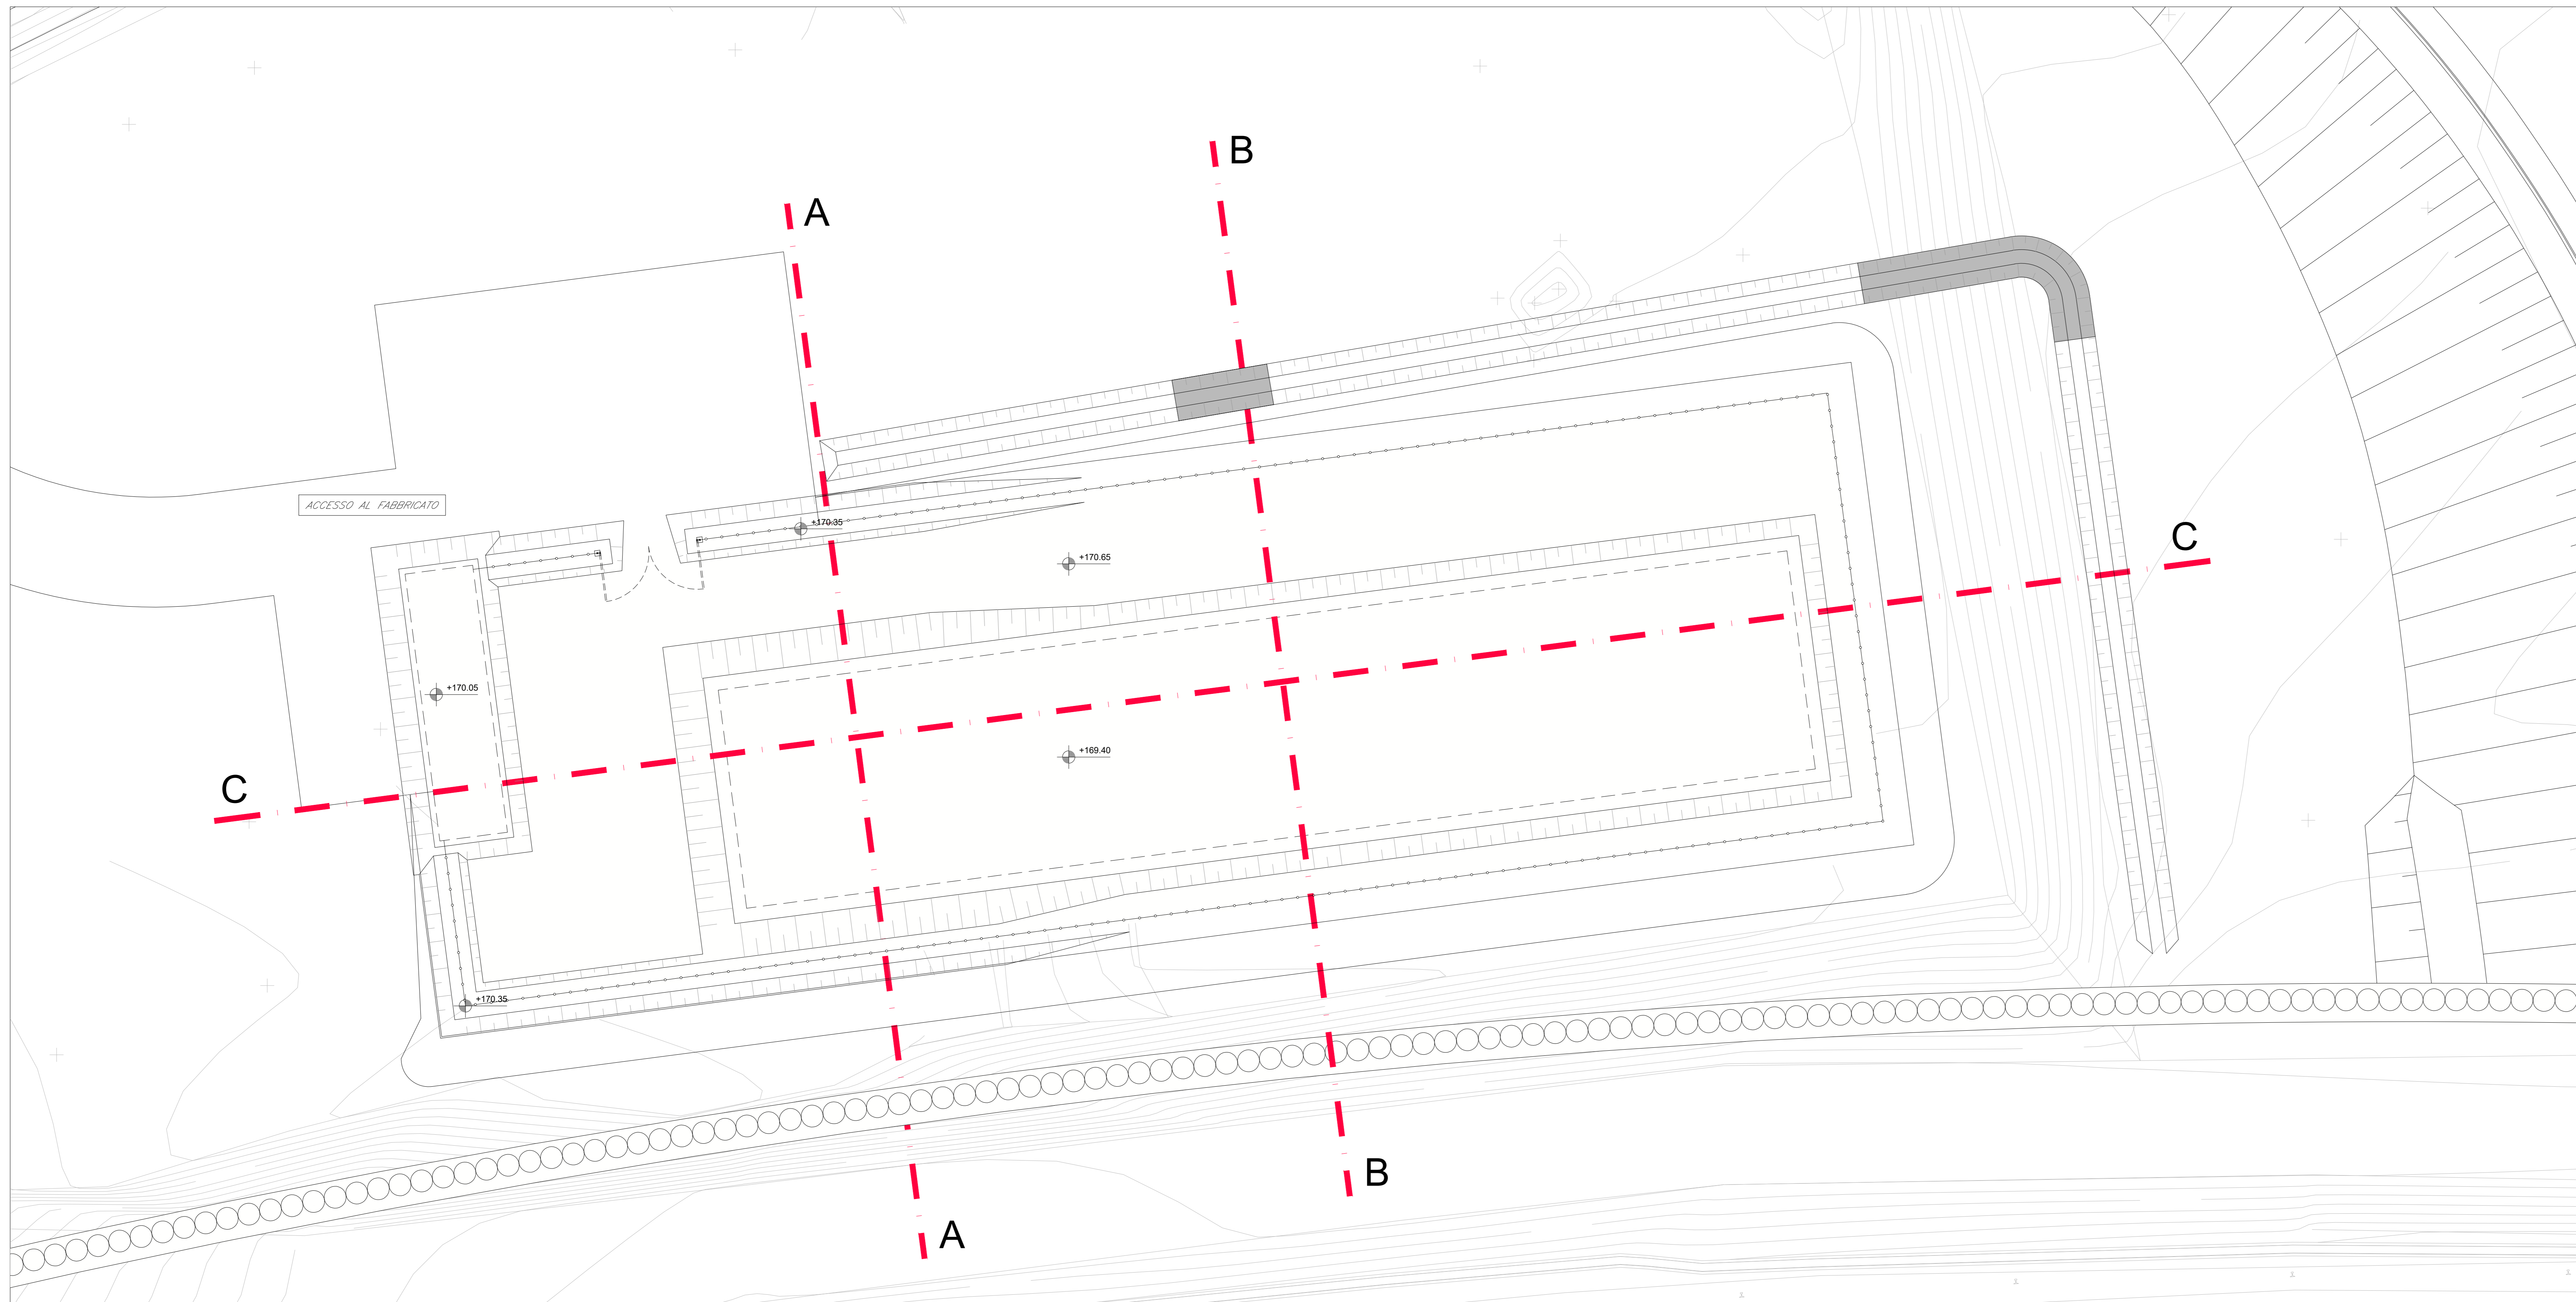 B
A
ACCESSO AL FABBRICATO
+170.35
+170.65
C
+170.05
+169.40
C
+170.35
B
A